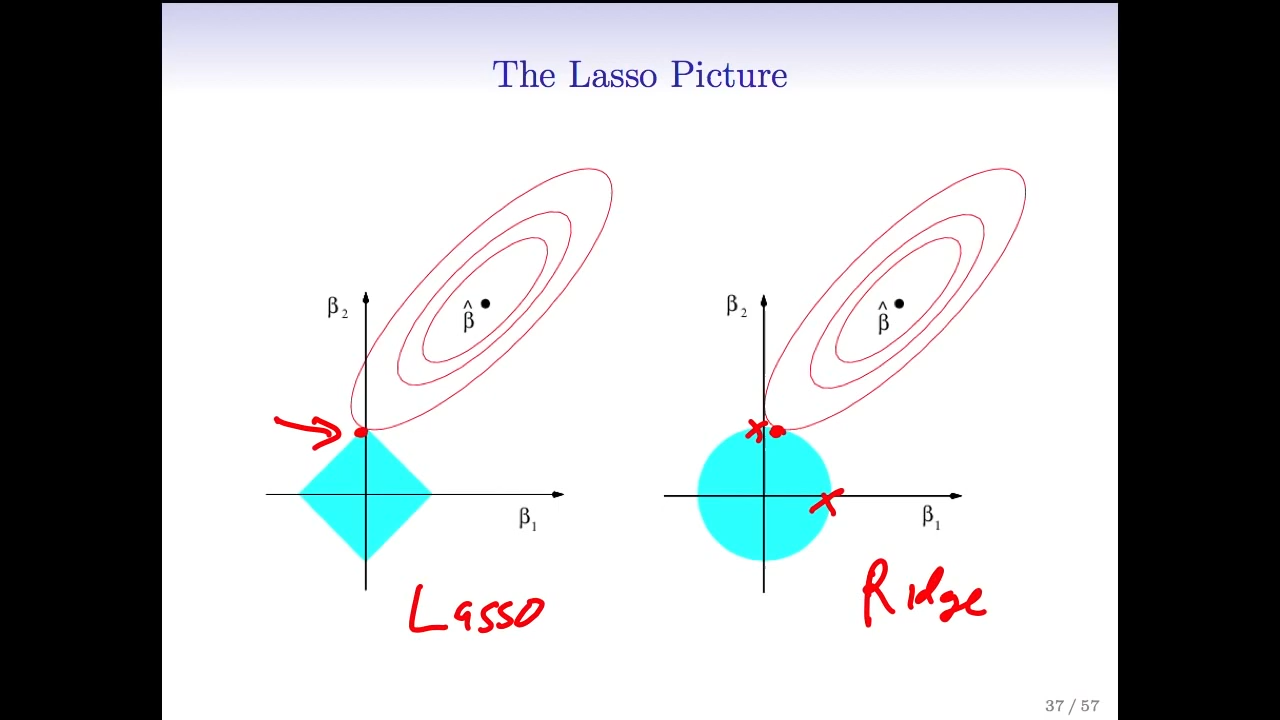 The Lasso Picture
β₂
β̂
β₁
Lasso
β₂
β̂
β₁
Ridge
37 / 57